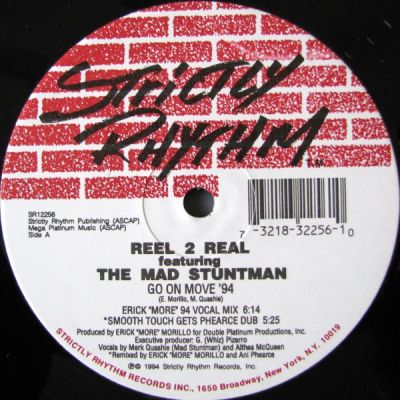 Strictly
Rhythm
T.M.
SR12256
Strictly Rhythm Publishing (ASCAP)
Mega Platinum Music (ASCAP)
Side A
7 -3218-32256-1 0
REEL 2 REAL
featuring
THE MAD STUNTMAN
GO ON MOVE '94
(E. Morillo, M. Quashie)
ERICK "MORE" 94 VOCAL MIX 6:14
*SMOOTH TOUCH GETS PHEARCE DUB 5:25
Produced by ERICK "MORE" MORILLO for Double Platinum Productions, Inc.
Executive producer: G. (Whiz) Pizarro
Vocals by Mark Quashie (Mad Stuntman) and Althea McQueen
*Remixed by ERICK "MORE" MORILLO and Ani Phearce
℗© 1994 Strictly Rhythm Records Inc.
STRICTLY RHYTHM RECORDS INC., 1650 Broadway, New York, N.Y. 10019